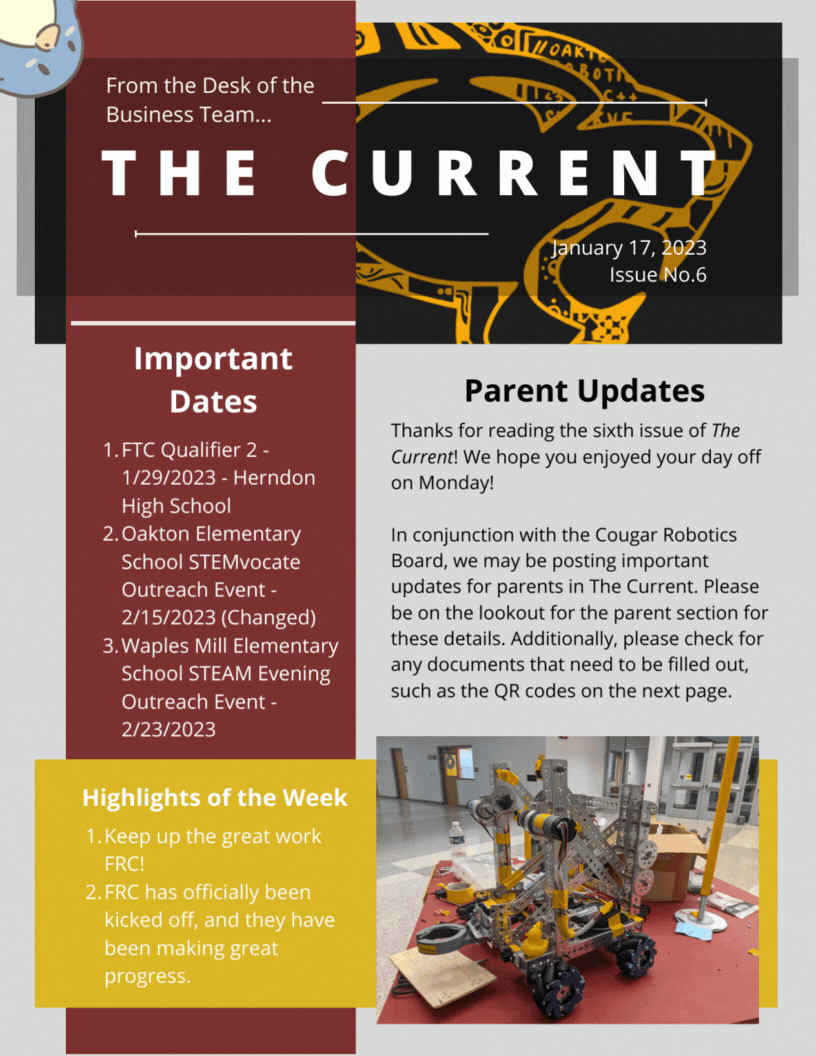 From the Desk of the
Business Team...
THE CURRENT
January 17, 2023
Issue No.6
OAKT
ROBOTI
C++
Important
Dates
1. FTC Qualifier 2 -
1/29/2023 - Herndon
High School
2. Oakton Elementary
School STEMvocate
Outreach Event -
2/15/2023 (Changed)
3. Waples Mill Elementary
School STEAM Evening
Outreach Event -
2/23/2023
Parent Updates
Thanks for reading the sixth issue of The
Current! We hope you enjoyed your day off
on Monday!
In conjunction with the Cougar Robotics
Board, we may be posting important
updates for parents in The Current. Please
be on the lookout for the parent section for
these details. Additionally, please check for
any documents that need to be filled out,
such as the QR codes on the next page.
Highlights of the Week
1. Keep up the great work
FRC!
2. FRC has officially been
kicked off, and they have
been making great
progress.